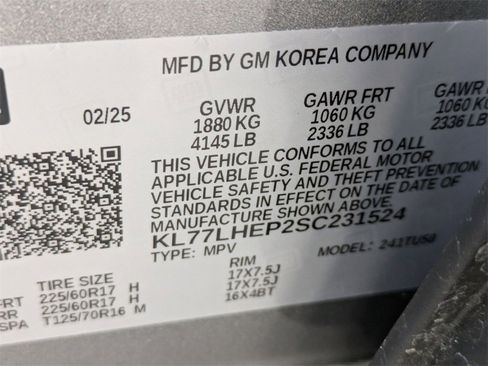 MFD BY GM KOREA COMPANY
02/25
GVWR GAWR FRT GAWR
1880 KG 1060 KG 1060 KG
4145 LB 2336 LB 2336 LB
THIS VEHICLE CONFORMS TO ALL
APPLICABLE U.S. FEDERAL MOTOR
VEHICLE SAFETY AND THEFT PREVENTION
STANDARDS IN EFFECT ON THE DATE OF
MANUFACTURE SHOWN ABOVE.
KL77LHEP2SC231524
TYPE: MPV MODEL:
TIRE SIZE RIM
FRT 225/60R17 H 17X7.5J
RR 225/60R17 H 17X7.5J
SPA T125/70R16 M 16X4BT